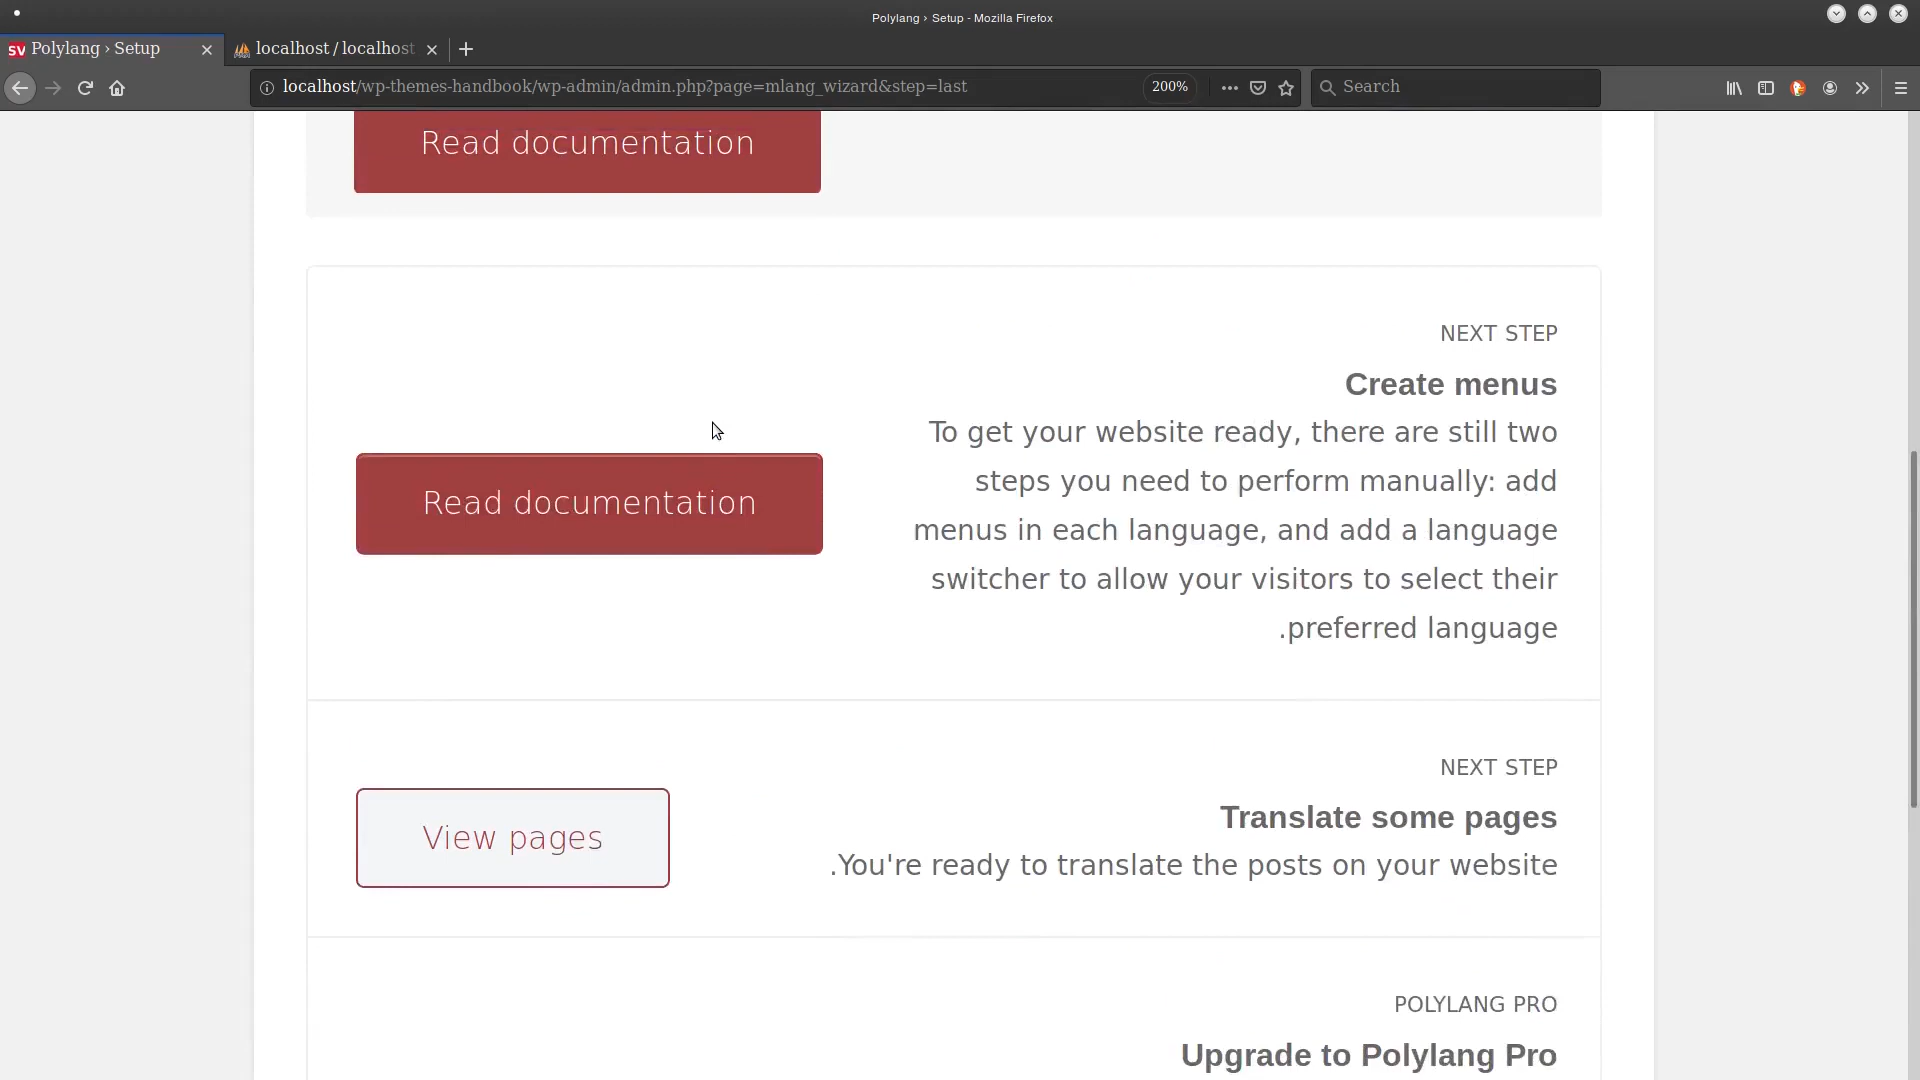 Polylang › Setup - Mozilla Firefox
Polylang › Setup
localhost / localhost
localhost/wp-themes-handbook/wp-admin/admin.php?page=mlang_wizard&step=last
200%
Search
Read documentation
NEXT STEP
Create menus
To get your website ready, there are still two
steps you need to perform manually: add
menus in each language, and add a language
switcher to allow your visitors to select their
.preferred language
Read documentation
NEXT STEP
Translate some pages
.You're ready to translate the posts on your website
View pages
POLYLANG PRO
Upgrade to Polylang Pro